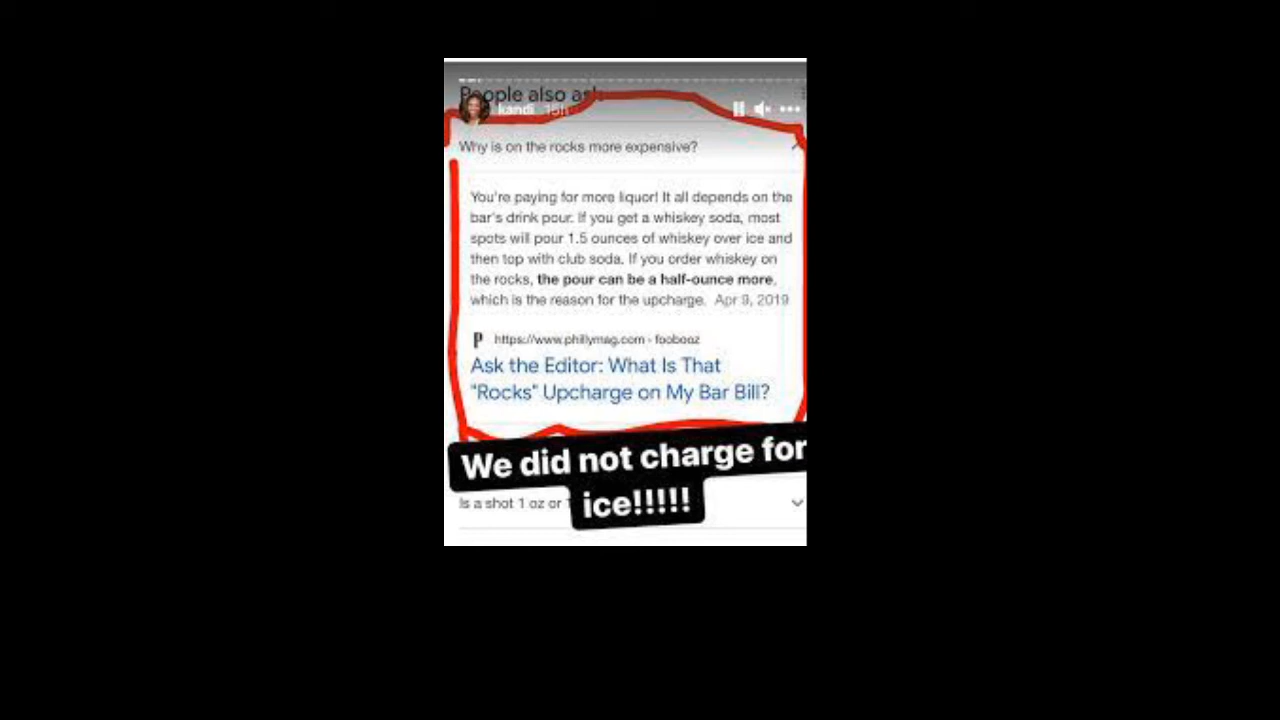 People also ask
kandi 15h
Why is on the rocks more expensive?
You're paying for more liquor! It all depends on the
bar's drink pour. If you get a whiskey soda, most
spots will pour 1.5 ounces of whiskey over ice and
then top with club soda. If you order whiskey on
the rocks, the pour can be a half-ounce more,
which is the reason for the upcharge. Apr 9, 2019
P https://www.phillymag.com › foobooz
Ask the Editor: What Is That
"Rocks" Upcharge on My Bar Bill?
We did not charge for
ice!!!!!
Is a shot 1 oz or